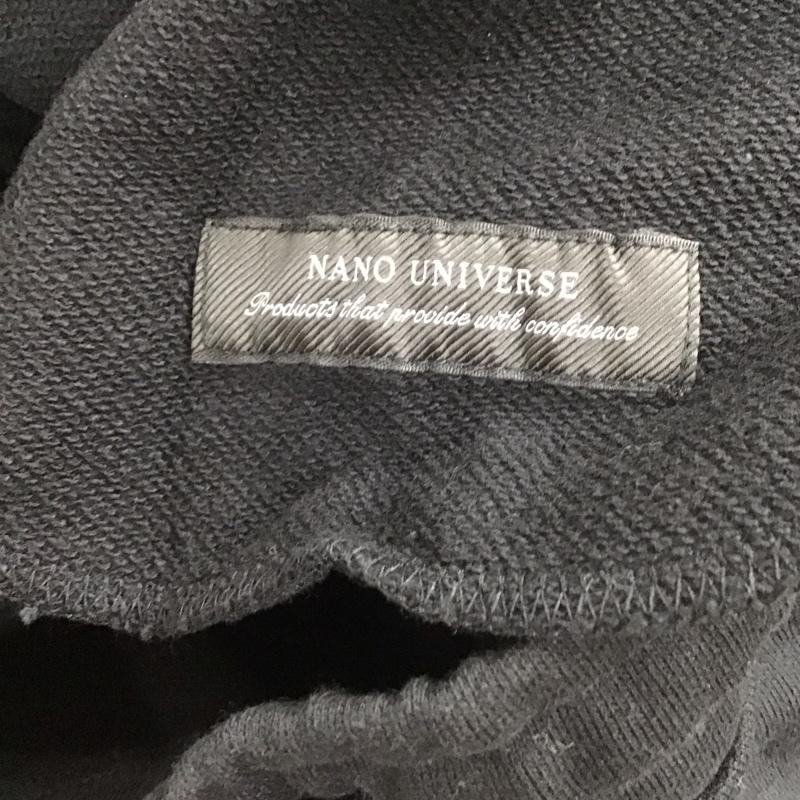 NANO UNIVERSE
Products that provide with confidence